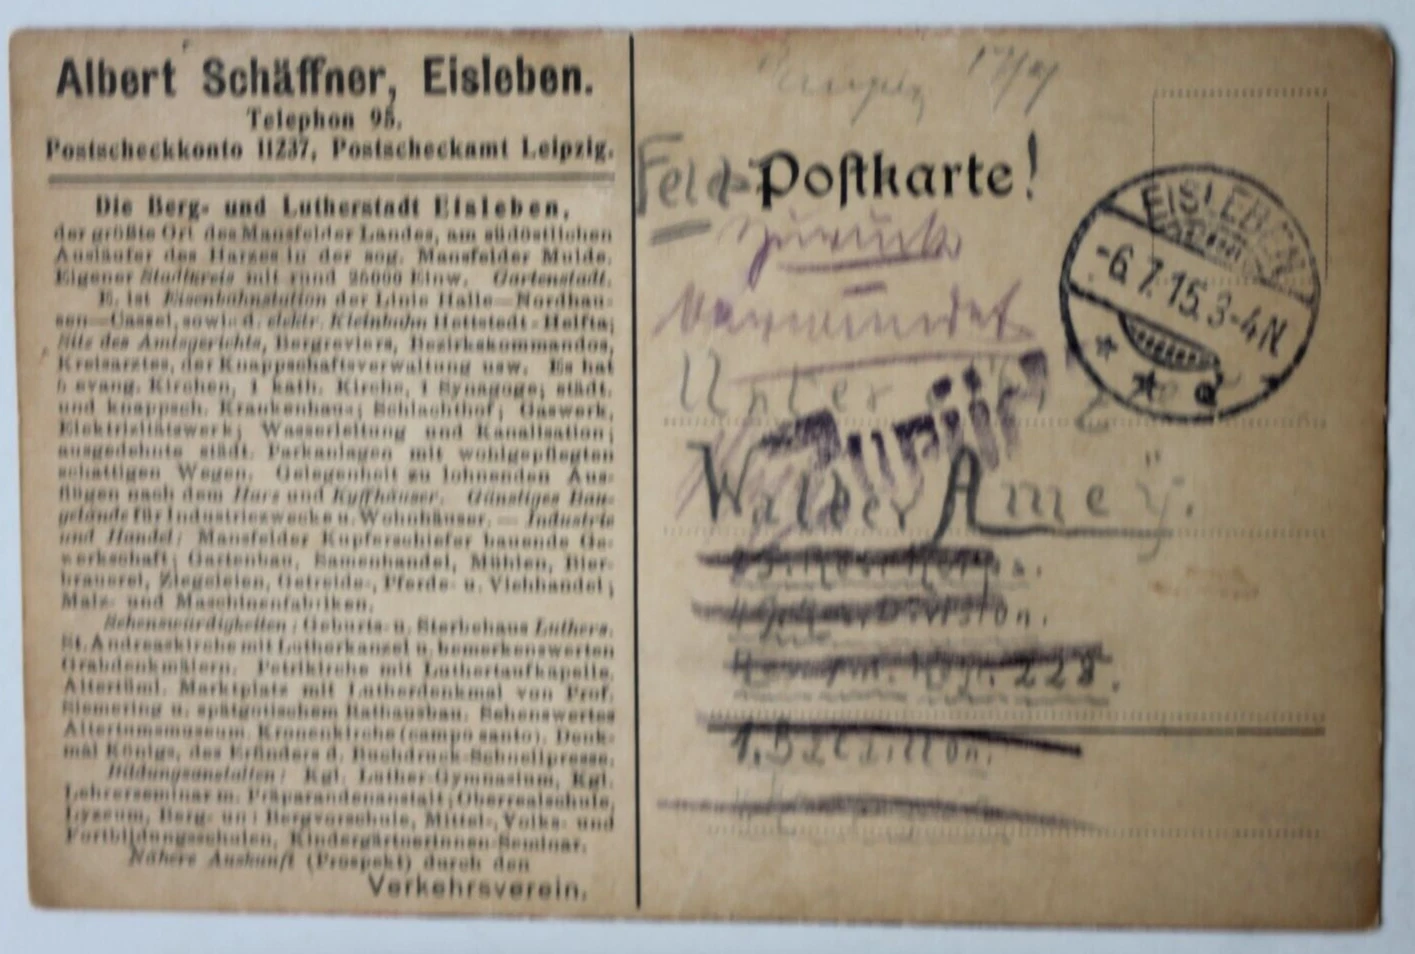 Albert Schäffner, Eisleben.
Telephon 95.
Postscheckkonto 11237, Postscheckamt Leipzig.
Die Berg- und Lutherstadt Eisleben,
der größte Ort des Mansfelder Landes, am südöstlichen
Ausläufer des Harzes in der sog. Mansfelder Mulde.
Eigener Stadtkreis mit rund 25000 Einw. Gartenstadt.
E. ist Eisenbahnstation der Linie Halle—Nordhau-
sen—Cassel, sowie d. elektr. Kleinbahn Hettstedt-Helfta;
Sitz des Amtsgerichts, Bergreviers, Bezirkskommandos,
Kreisarztes, der Knappschaftsverwaltung usw. Es hat
5 evang. Kirchen, 1 kath. Kirche, 1 Synagoge; städt.
und knappsch. Krankenhaus; Schlachthof; Gaswerk,
Elektrizitätswerk; Wasserleitung und Kanalisation;
ausgedehnte städt. Parkanlagen mit wohlgepflegten
schattigen Wegen. Gelegenheit zu lohnenden Aus-
flügen nach dem Harz und Kyffhäuser. Günstiges Bau-
gelände für Industriezwecke u. Wohnhäuser. — Industrie
und Handel: Mansfelder Kupferschiefer bauende Ge-
werkschaft; Gartenbau, Samenhandel, Mühlen, Bier-
brauerei, Ziegeleien, Getreide-, Pferde- u. Viehhandel;
Malz- und Maschinenfabriken.
Sehenswürdigkeiten: Geburts- u. Sterbehaus Luthers.
St. Andreaskirche mit Lutherkanzel u. bemerkenswerten
Grabdenkmälern. Petrikirche mit Luthertaufkapelle.
Altertüml. Marktplatz mit Lutherdenkmal von Prof.
Siemering u. spätgotischem Rathausbau. Sehenswertes
Altertumsmuseum. Kronenkirche (campo santo). Denk-
mal Königs, des Erfinders d. Buchdruck-Schnellpresse.
Bildungsanstalten: Kgl. Luther-Gymnasium, Kgl.
Lehrerseminar m. Präparandenanstalt; Oberrealschule,
Lyzeum, Berg- und Bergvorschule, Mittel-, Volks- und
Fortbildungsschulen, Kindergärtnerinnen-Seminar.
Nähere Auskunft (Prospekt) durch den
Verkehrsverein.
Feld-Postkarte!
zurück
verwundet
EISLEBEN
-6.7.15.3-4N
* * a
Zurück
Walter Amey.
Division.
228.
1. Bataillon.